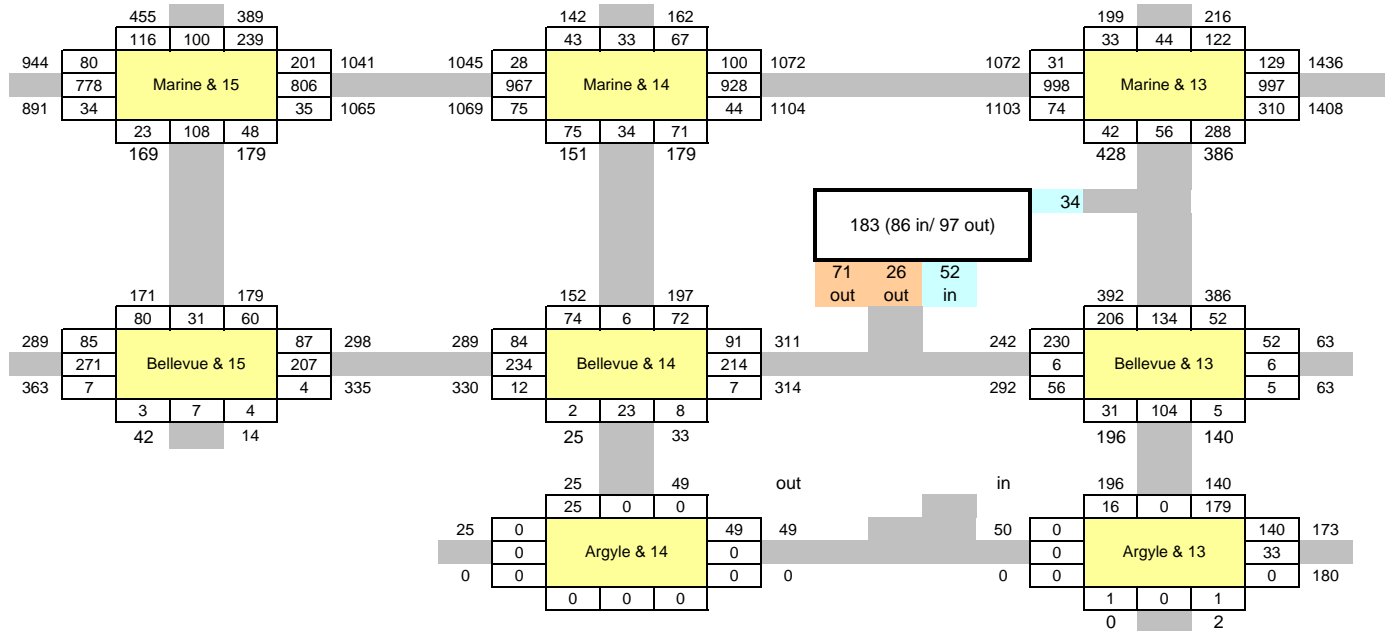 455 389 142 162 199 216
116 100 239 43 33 67 33 44 122
944 80 201 1041 1045 28 100 1072 1072 31 129 1436
778 Marine & 15 806 967 Marine & 14 928 998 Marine & 13 997
891 34 35 1065 1069 75 44 1104 1103 74 310 1408
23 108 48 75 34 71 42 56 288
169 179 151 179 428 386
34
183 (86 in/ 97 out)
71 26 52
out out in
171 179 152 197 392 386
80 31 60 74 6 72 206 134 52
289 85 87 298 289 84 91 311 242 230 52 63
271 Bellevue & 15 207 234 Bellevue & 14 214 6 Bellevue & 13 6
363 7 4 335 330 12 7 314 292 56 5 63
3 7 4 2 23 8 31 104 5
42 14 25 33 196 140
25 49 out in 196 140
25 0 0 16 0 179
25 0 49 49 50 0 140 173
0 Argyle & 14 0 0 Argyle & 13 33
0 0 0 0 0 0 0 180
0 0 0 1 0 1
0 2